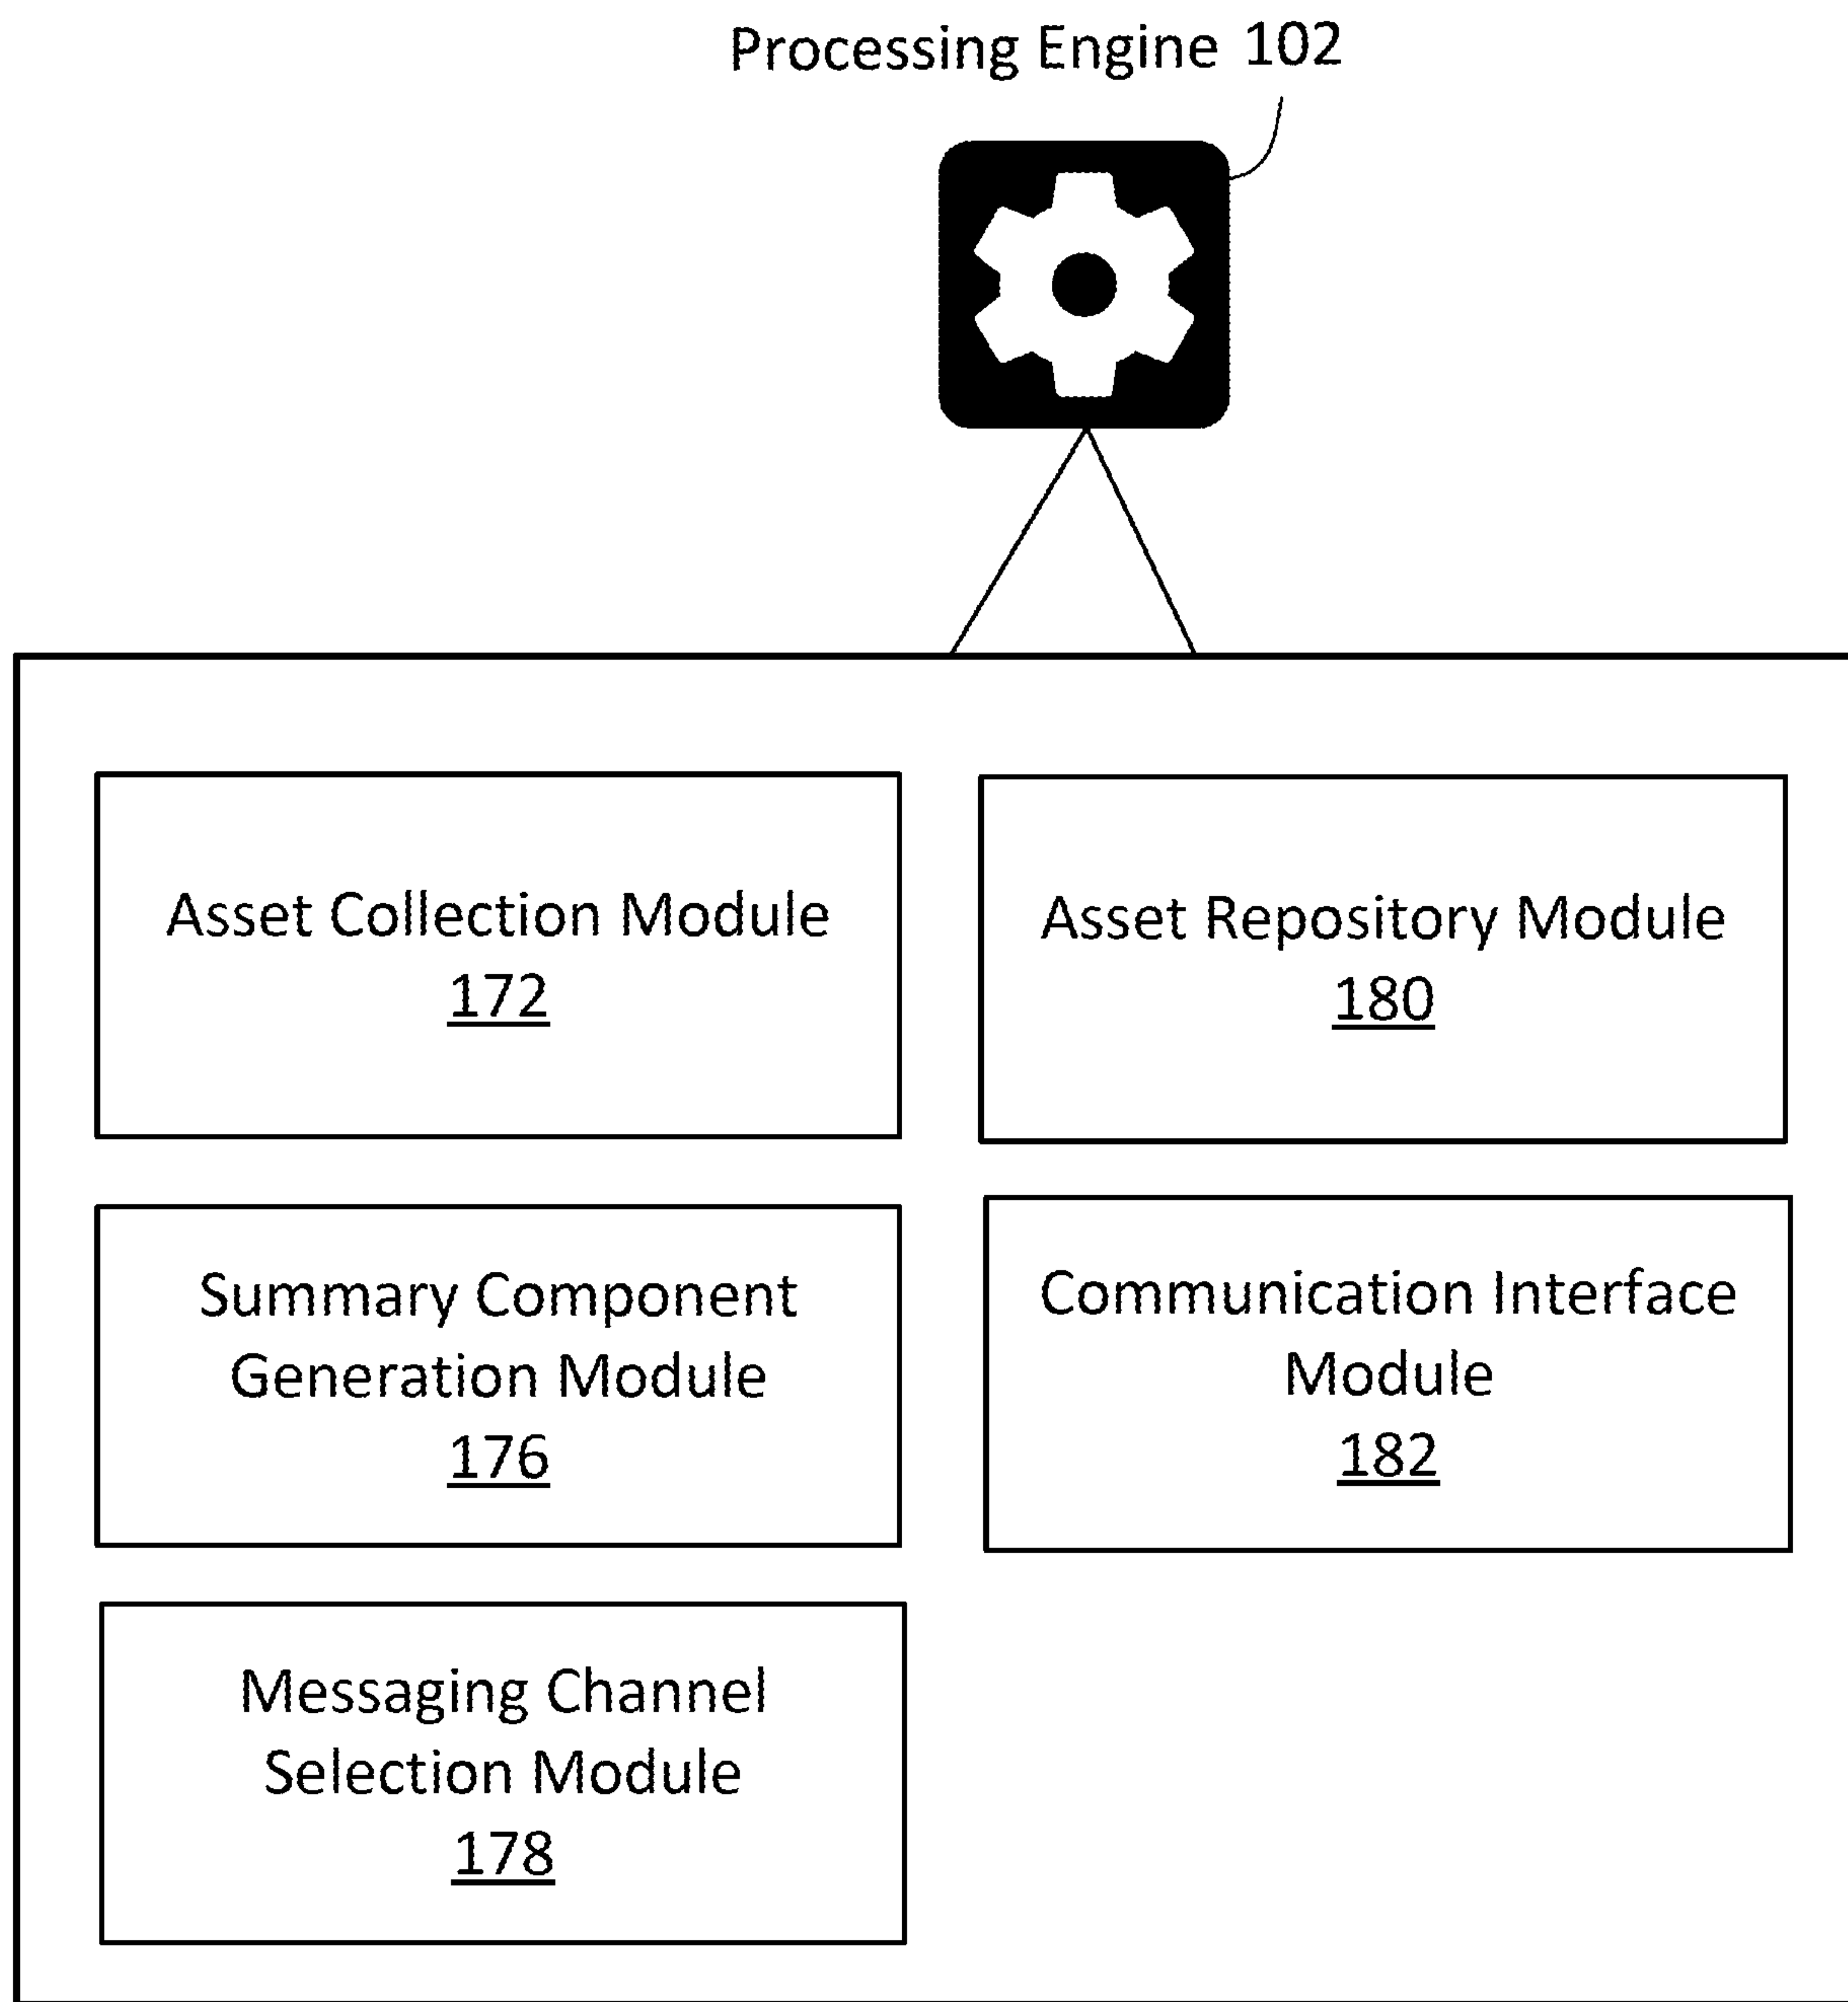 Processing Engine 102
Asset Collection Module
172
Asset Repository Module
180
Summary Component
Generation Module
176
Communication Interface
Module
182
Messaging Channel
Selection Module
178